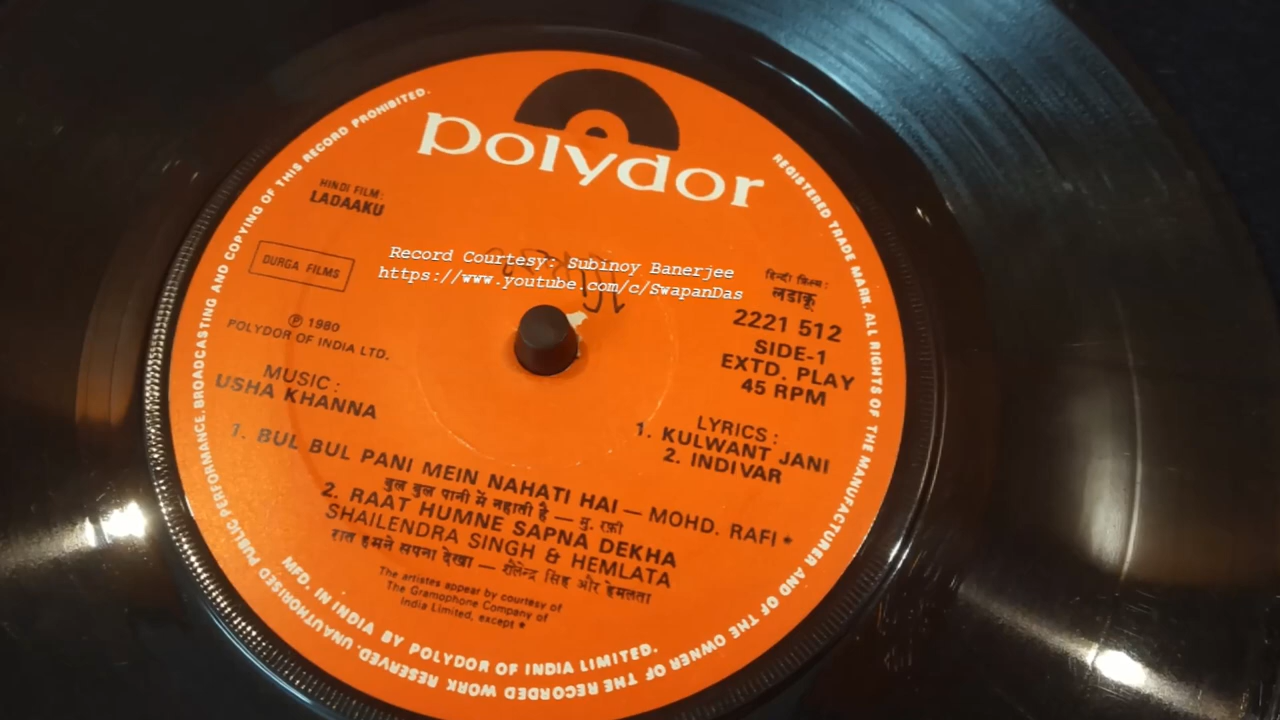 polydor
REGISTERED TRADE MARK. ALL RIGHTS OF THE MANUFACTURER AND OF THE OWNER OF THE RECORDED WORK RESERVED. UNAUTHORISED PUBLIC PERFORMANCE, BROADCASTING AND COPYING OF THIS RECORD PROHIBITED.
HINDI FILM:
LADAAKU
DURGA FILMS
Record Courtesy: Subinoy Banerjee
https://www.youtube.com/c/SwapanDas
हिन्दी फ़िल्म :
लडाकू
2221 512
SIDE-1
EXTD. PLAY
45 RPM
Ⓟ 1980
POLYDOR OF INDIA LTD.
MUSIC :
USHA KHANNA
LYRICS :
1. KULWANT JANI
2. INDIVAR
1. BUL BUL PANI MEIN NAHATI HAI — MOHD. RAFI *
बुल बुल पानी में नहाती है — मु. रफ़ी
2. RAAT HUMNE SAPNA DEKHA
SHAILENDRA SINGH & HEMLATA
रात हमने सपना देखा — शैलेन्द्र सिंह और हेमलता
The artistes appear by courtesy of
The Gramophone Company of
India Limited, except *
MFD. IN INDIA BY POLYDOR OF INDIA LIMITED.